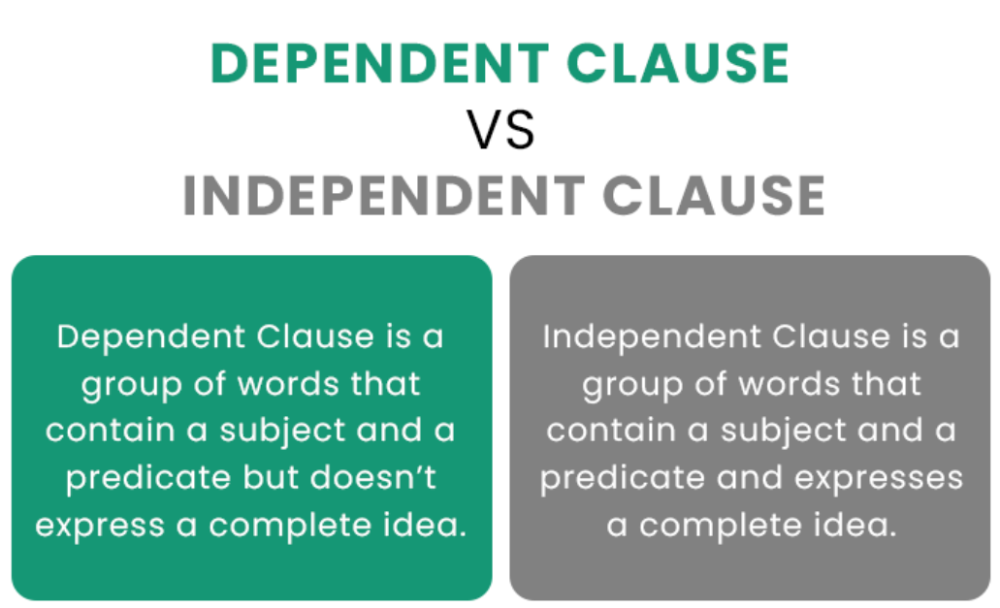 DEPENDENT CLAUSE
VS
INDEPENDENT CLAUSE
Dependent Clause is a
group of words that
contain a subject and a
predicate but doesn’t
express a complete idea.
Independent Clause is a
group of words that
contain a subject and a
predicate and expresses
a complete idea.